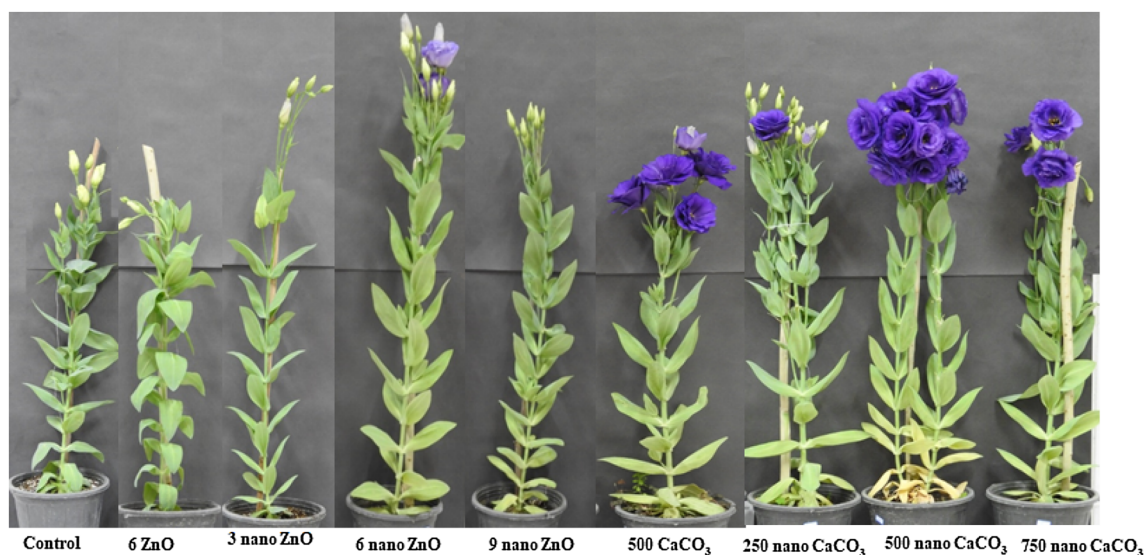 Control
6 ZnO
3 nano ZnO
6 nano ZnO
9 nano ZnO
500 CaCO₃
250 nano CaCO₃
500 nano CaCO₃
750 nano CaCO₃